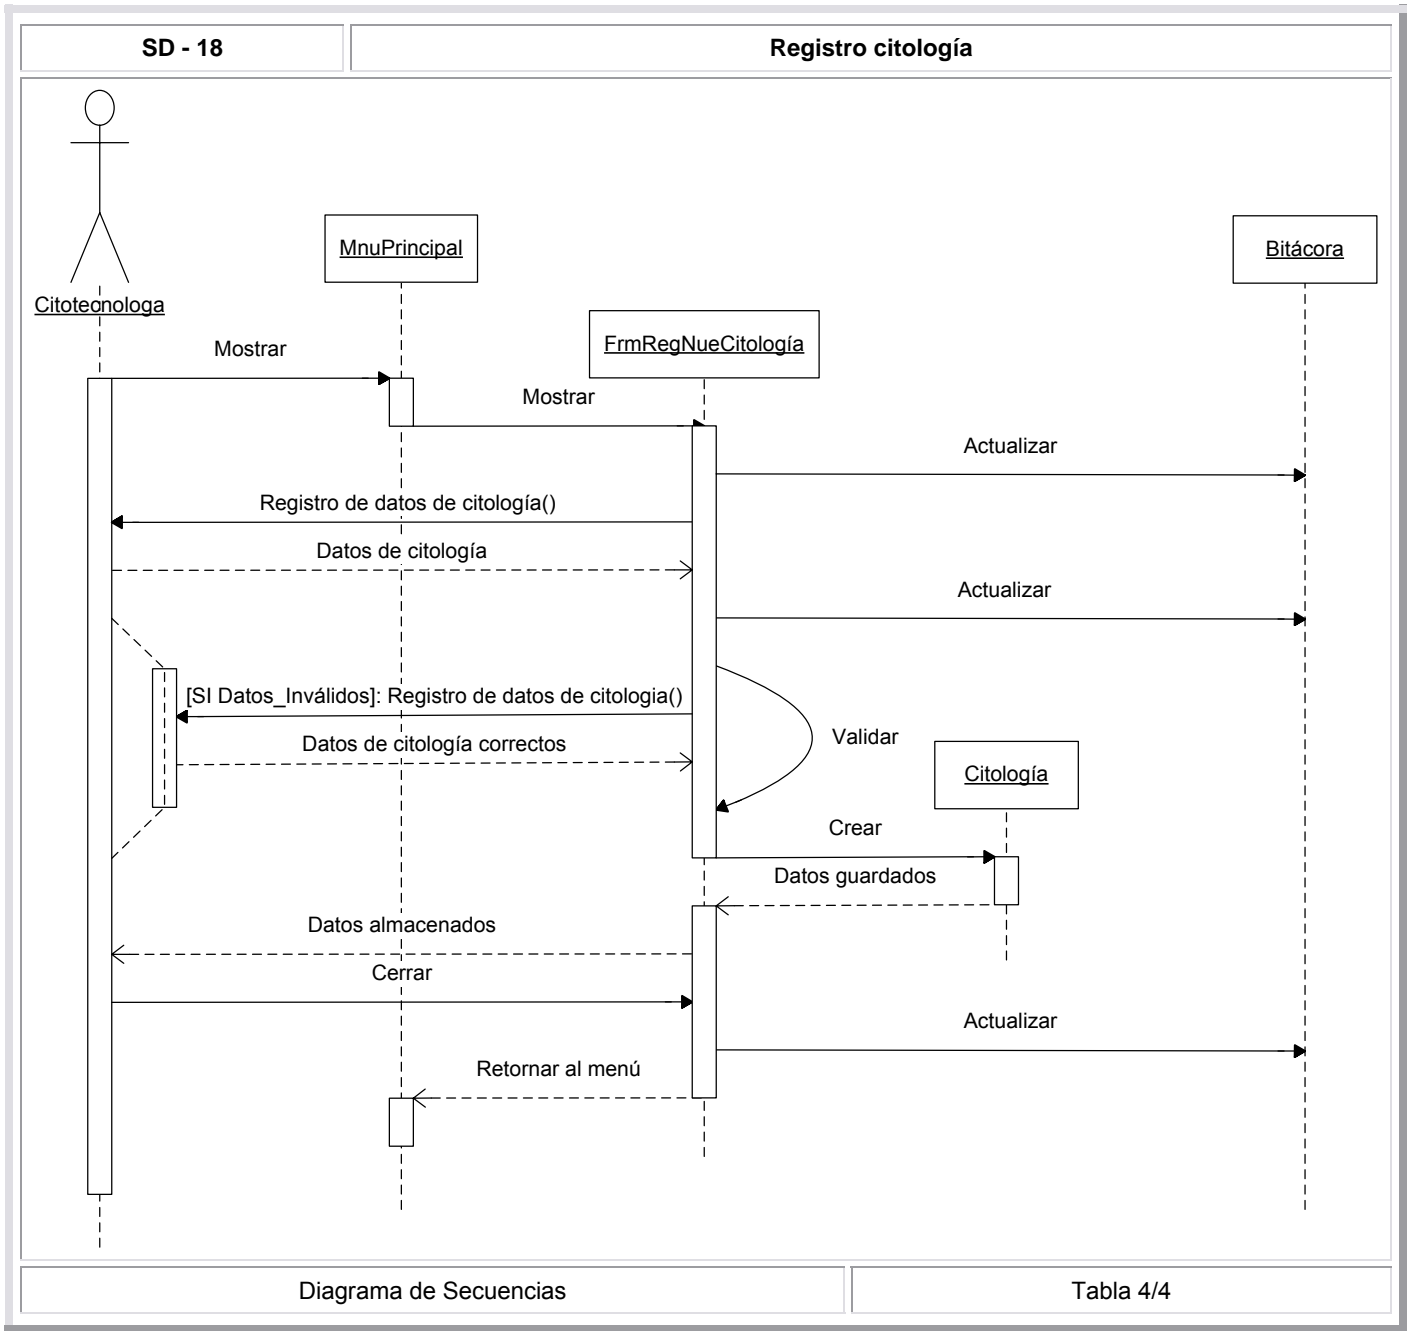 SD - 18
Registro citología
MnuPrincipal
Bitácora
Citotecnologa
FrmRegNueCitología
Mostrar
Mostrar
Actualizar
Registro de datos de citología()
Datos de citología
Actualizar
[SI Datos_Inválidos]: Registro de datos de citologia()
Validar
Datos de citología correctos
Citología
Crear
Datos guardados
Datos almacenados
Cerrar
Actualizar
Retornar al menú
Diagrama de Secuencias
Tabla 4/4